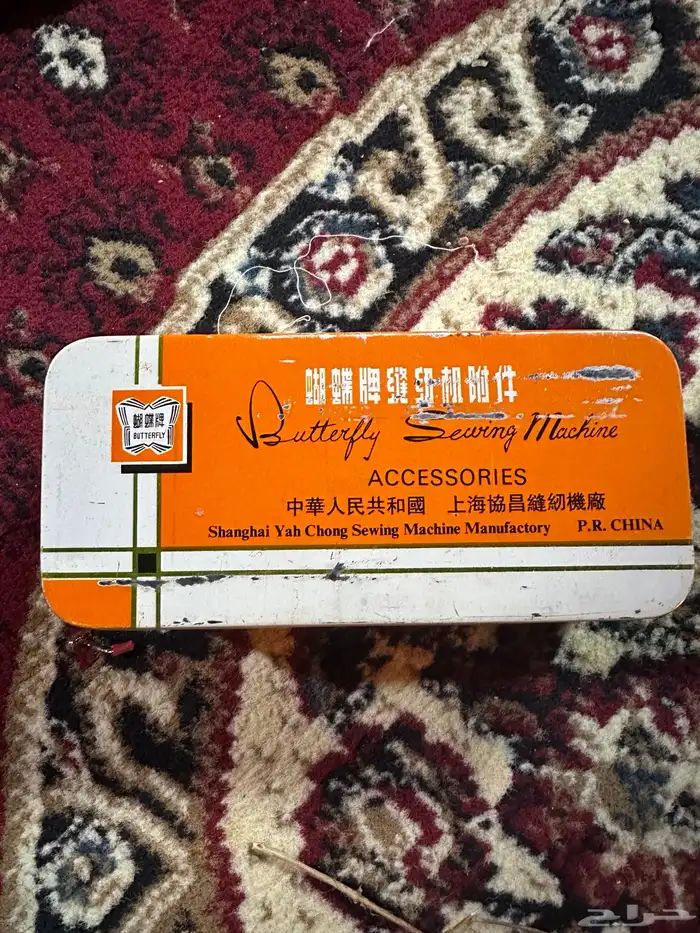 蝴蝶牌缝纫机附件
蝴蝶牌
BUTTERFLY
Butterfly Sewing Machine
ACCESSORIES
中華人民共和國 上海協昌縫紉機廠
Shanghai Yah Chong Sewing Machine Manufactory P.R. CHINA
حراج